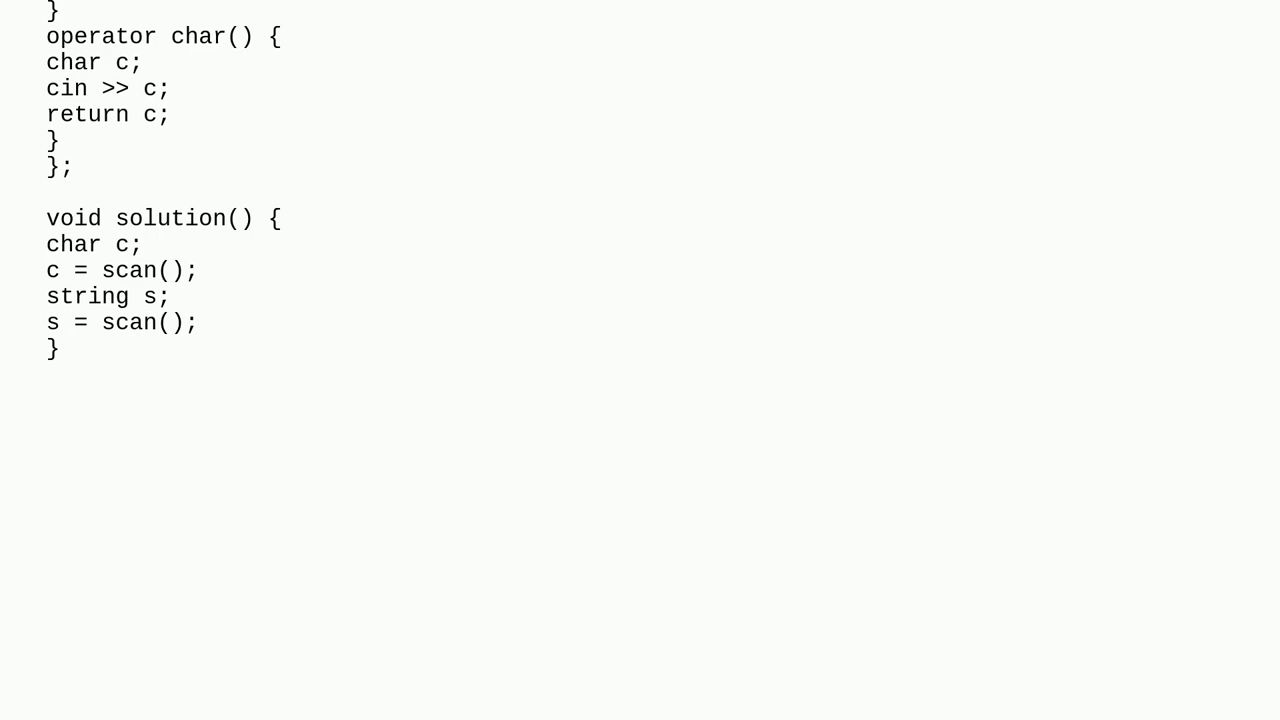 }
operator char() {
char c;
cin >> c;
return c;
}
};
void solution() {
char c;
c = scan();
string s;
s = scan();
}